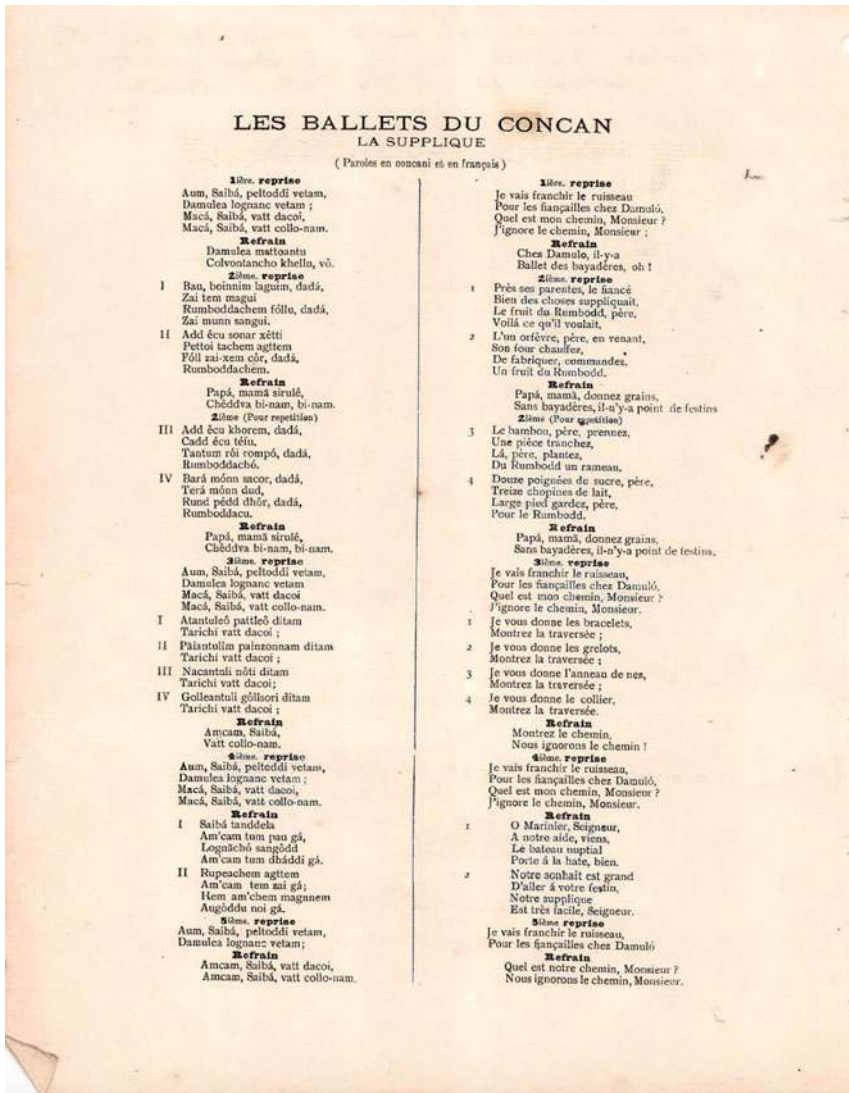 LES BALLETS DU CONCAN
LA SUPPLIQUE
( Paroles en concani et en français )
1ière. reprise
Aum, Saibá, peltoddi vetam,
Damulea lognanc vetam ;
Macá, Saibá, vatt dacoi,
Macá, Saibá, vatt collo-nam.
Refrain
Damulea mattoantu
Colvontancho khellu, vô.
2ième. reprise
I Bau, boinnim laguim, dadá,
Zai tem magui
Rumboddachem fóllu, dadá,
Zai munn sangui.
II Add êcu sonar xêtti
Pettoi tachem agttem
Fóll zai-xem côr, dadá,
Rumboddachem.
Refrain
Papá, mamã sirulê,
Chêddva bi-nam, bi-nam.
2ième (Pour repetition)
III Add êcu khorem, dadá,
Cadd êcu téfu,
Tantum rôi rompó, dadá,
Rumboddachó.
IV Bará mónn sacor, dadá,
Terá mónn dud,
Rund pédd dhôr, dadá,
Rumboddacu.
Refrain
Papá, mamã sirulê,
Chêddva bi-nam, bi-nam.
3ième. reprise
Aum, Saibá, peltoddi vetam,
Damulea lognanc vetam
Macá, Saibá, vatt dacoi
Macá, Saibá, vatt collo-nam.
I Atantuleô pattleô ditam
Tarichi vatt dacoi ;
II Pãiantulim painzonnam ditam
Tarichi vatt dacoi ;
III Nacantuli nôti ditam
Tarichi vatt dacoi;
IV Golleantuli gôllsori ditam
Tarichi vatt dacoi ;
Refrain
Amcam, Saibá,
Vatt collo-nam.
4ième. reprise
Aum, Saibá, peltoddi vetam,
Damulea lognanc vetam ;
Macá, Saibá, vatt dacoi,
Macá, Saibá, vatt collo-nam.
Refrain
I Saibá tanddela
Am'cam tum pau gá,
Lognâchó sangôdd
Am'cam tum dháddi gá.
II Rupeachem agttem
Am'cam tem zai gá;
Hem am'chem magnnem
Augôddu noi gá.
5ième. reprise
Aum, Saibá, peltoddi vetam,
Damulea lognanc vetam;
Refrain
Amcam, Saibá, vatt dacoi,
Amcam, Saibá, vatt collo-nam.
1ière. reprise
Je vais franchir le ruisseau
Pour les fiançailles chez Damuló,
Quel est mon chemin, Monsieur ?
J'ignore le chemin, Monsieur ;
Refrain
Chez Damulo, il-y-a
Ballet des bayadères, oh !
2ième. reprise
1 Près ses parentes, le fiancé
Bien des choses suppliquait,
Le fruit du Rumbodd, père,
Voilá ce qu'il voulait,
2 L'un orfèvre, père, en venant,
Son four chauffez,
De fabriquer, commandez,
Un fruit du Rumbodd.
Refrain
Papá, mamã, donnez grains,
Sans bayadères, il-n'y-a point de festins
2ième (Pour repetition)
3 Le bambou, père, prennez,
Une pièce tranchez,
Lá, père, plantez,
Du Rumbodd un rameau.
4 Douze poignées de sucre, père,
Treize chopines de lait,
Large pied gardez, père,
Pour le Rumbodd.
Refrain
Papá, mamã, donnez grains,
Sans bayadères, il-n'y-a point de festins.
3ième. reprise
Je vais franchir le ruisseau,
Pour les fiançailles chez Damuló,
Quel est mon chemin, Monsieur ?
J'ignore le chemin, Monsieur.
1 Je vous donne les bracelets,
Montrez la traversée ;
2 Je vous donne les grelots,
Montrez la traversée ;
3 Je vous donne l'anneau de nez,
Montrez la traversée ;
4 Je vous donne le collier,
Montrez la traversée.
Refrain
Montrez le chemin,
Nous ignorons le chemin !
4ième. reprise
Je vais franchir le ruisseau,
Pour les fiançailles chez Damuló,
Quel est mon chemin, Monsieur ?
J'ignore le chemin, Monsieur.
Refrain
1 O Marinier, Seigneur,
A notre aide, viens,
Le bateau nuptial
Porte á la hate, bien.
2 Notre sonhait est grand
D'aller á votre festin,
Notre supplique
Est très facile, Seigneur.
5ième reprise
Je vais franchir le ruisseau,
Pour les fiançailles chez Damuló
Refrain
Quel est notre chemin, Monsieur ?
Nous ignorons le chemin, Monsieur.